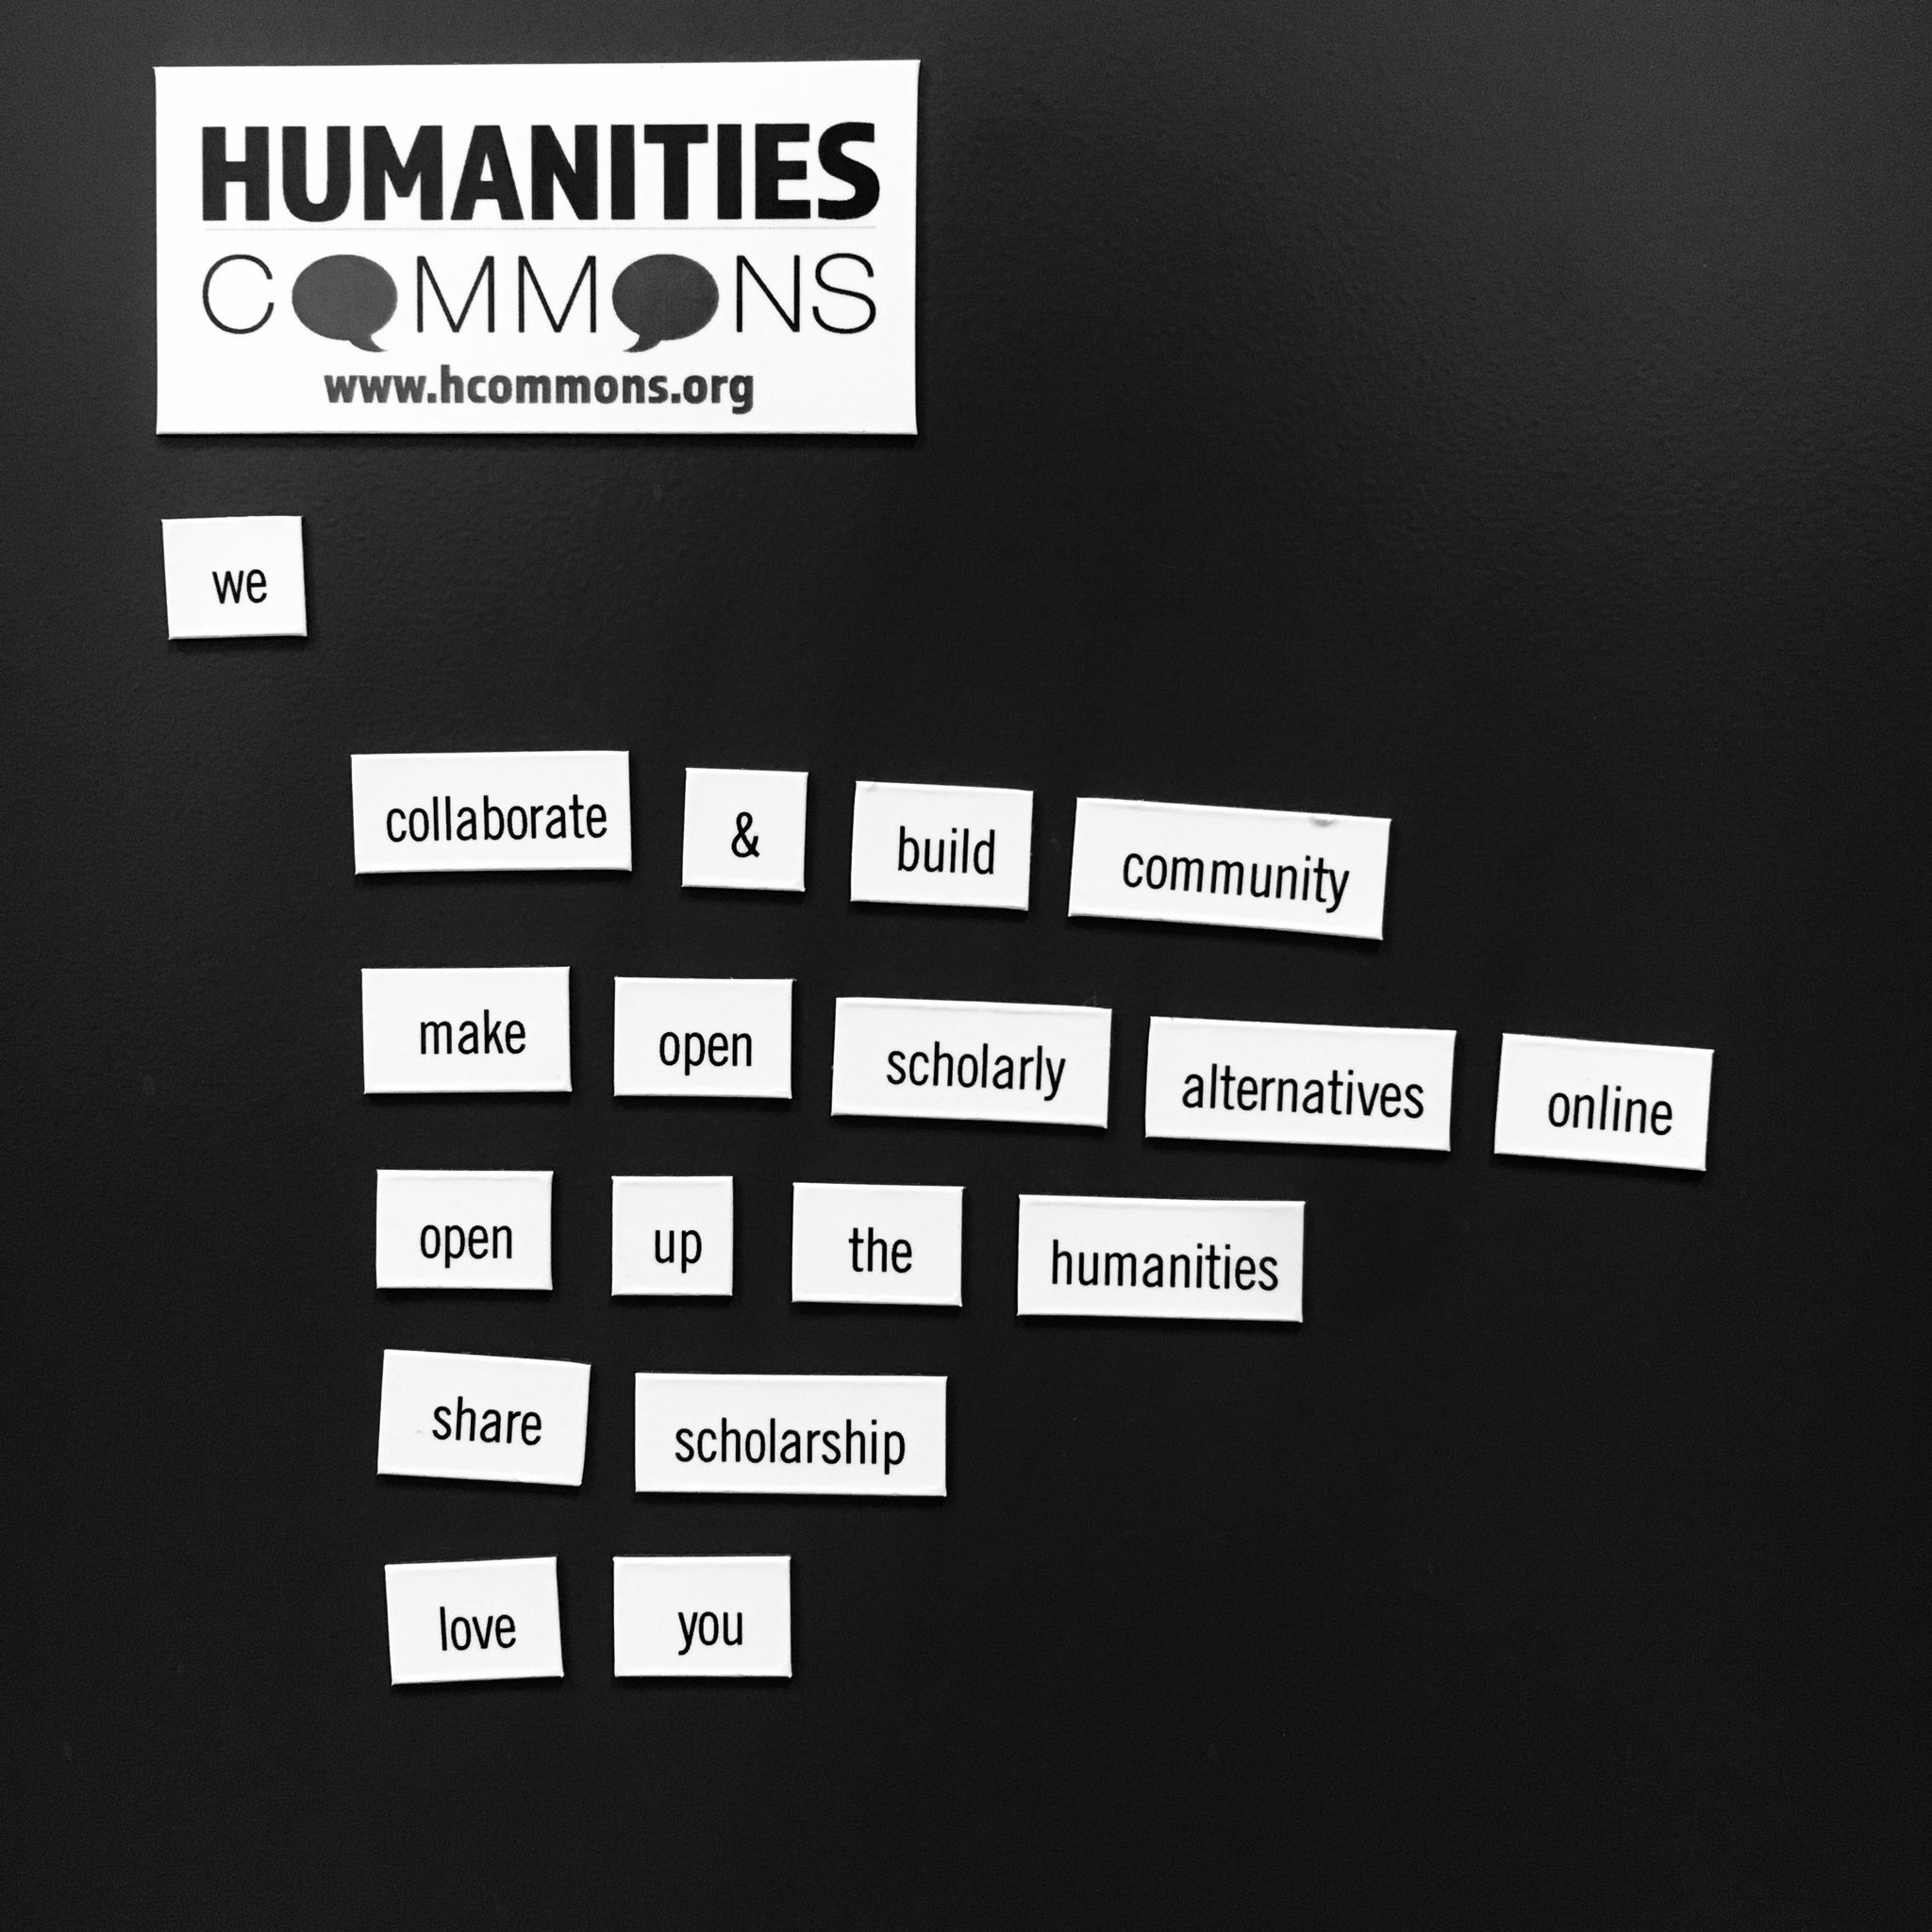 HUMANITIES
COMMONS
www.hcommons.org
we
collaborate & build community
make open scholarly alternatives online
open up the humanities
share scholarship
love you